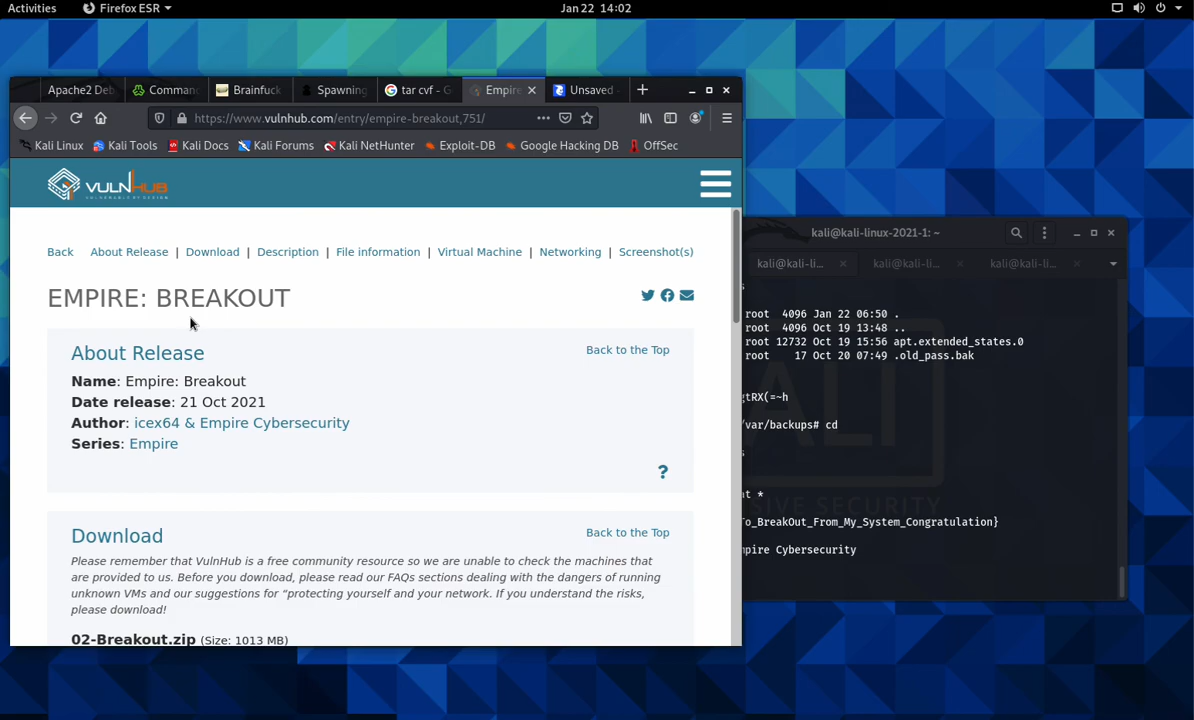 Activities Firefox ESR Jan 22 14:02
Apache2 Deb Comman Brainfuck Spawning tar cvf - G Empire Unsaved
https://www.vulnhub.com/entry/empire-breakout,751/
Kali Linux Kali Tools Kali Docs Kali Forums Kali NetHunter Exploit-DB Google Hacking DB OffSec
VULNHUB
VULNERABLE BY DESIGN
Back About Release | Download | Description | File information | Virtual Machine | Networking | Screenshot(s)
EMPIRE: BREAKOUT
About Release Back to the Top
Name: Empire: Breakout
Date release: 21 Oct 2021
Author: icex64 & Empire Cybersecurity
Series: Empire
?
Download Back to the Top
Please remember that VulnHub is a free community resource so we are unable to check the machines that
are provided to us. Before you download, please read our FAQs sections dealing with the dangers of running
unknown VMs and our suggestions for “protecting yourself and your network. If you understand the risks,
please download!
02-Breakout.zip (Size: 1013 MB)
kali@kali-linux-2021-1: ~
kali@kali-li... kali@kali-li... kali@kali-li...
s
root 4096 Jan 22 06:50 .
root 4096 Oct 19 13:48 ..
root 12732 Oct 19 15:56 apt.extended_states.0
root 17 Oct 20 07:49 .old_pass.bak
gtRX(=~h
/var/backups# cd
s
at *
To_BreakOut_From_My_System_Congratulation}
mpire Cybersecurity